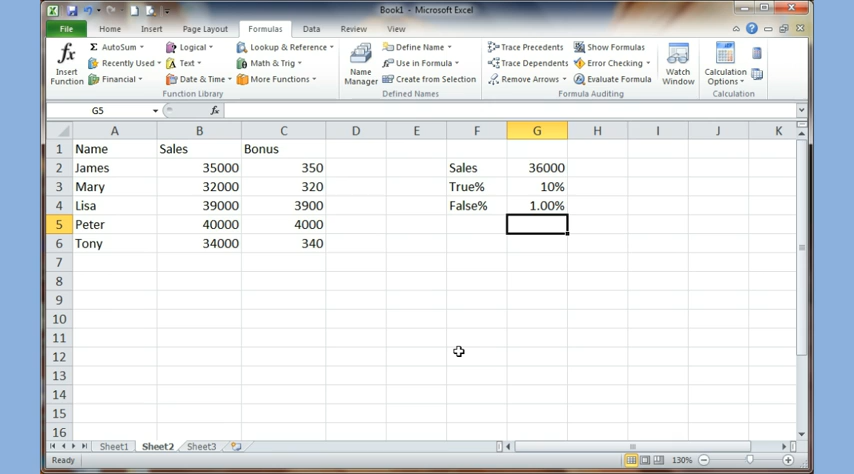 Book1 - Microsoft Excel
File Home Insert Page Layout Formulas Data Review View
fx Insert Function
Σ AutoSum
Recently Used
Financial
Logical
Text
Date & Time
Lookup & Reference
Math & Trig
More Functions
Function Library
Name Manager
Define Name
Use in Formula
Create from Selection
Defined Names
Trace Precedents
Trace Dependents
Remove Arrows
Show Formulas
Error Checking
Evaluate Formula
Formula Auditing
Watch Window
Calculation Options
Calculation
G5 fx
A B C D E F G H I J K
1 Name Sales Bonus
2 James 35000 350 Sales 36000
3 Mary 32000 320 True% 10%
4 Lisa 39000 3900 False% 1.00%
5 Peter 40000 4000
6 Tony 34000 340
7
8
9
10
11
12
13
14
15
16
Sheet1 Sheet2 Sheet3
Ready 130%